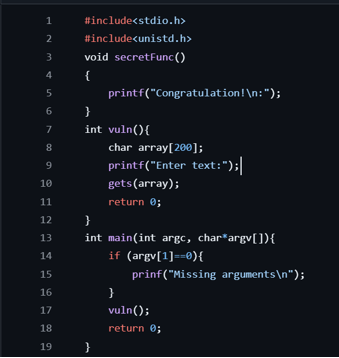 1 #include<stdio.h>
2 #include<unistd.h>
3 void secretFunc()
4 {
5 printf("Congratulation!\n:");
6 }
7 int vuln(){
8 char array[200];
9 printf("Enter text:");
10 gets(array);
11 return 0;
12 }
13 int main(int argc, char*argv[]){
14 if (argv[1]==0){
15 prinf("Missing arguments\n");
16 }
17 vuln();
18 return 0;
19 }